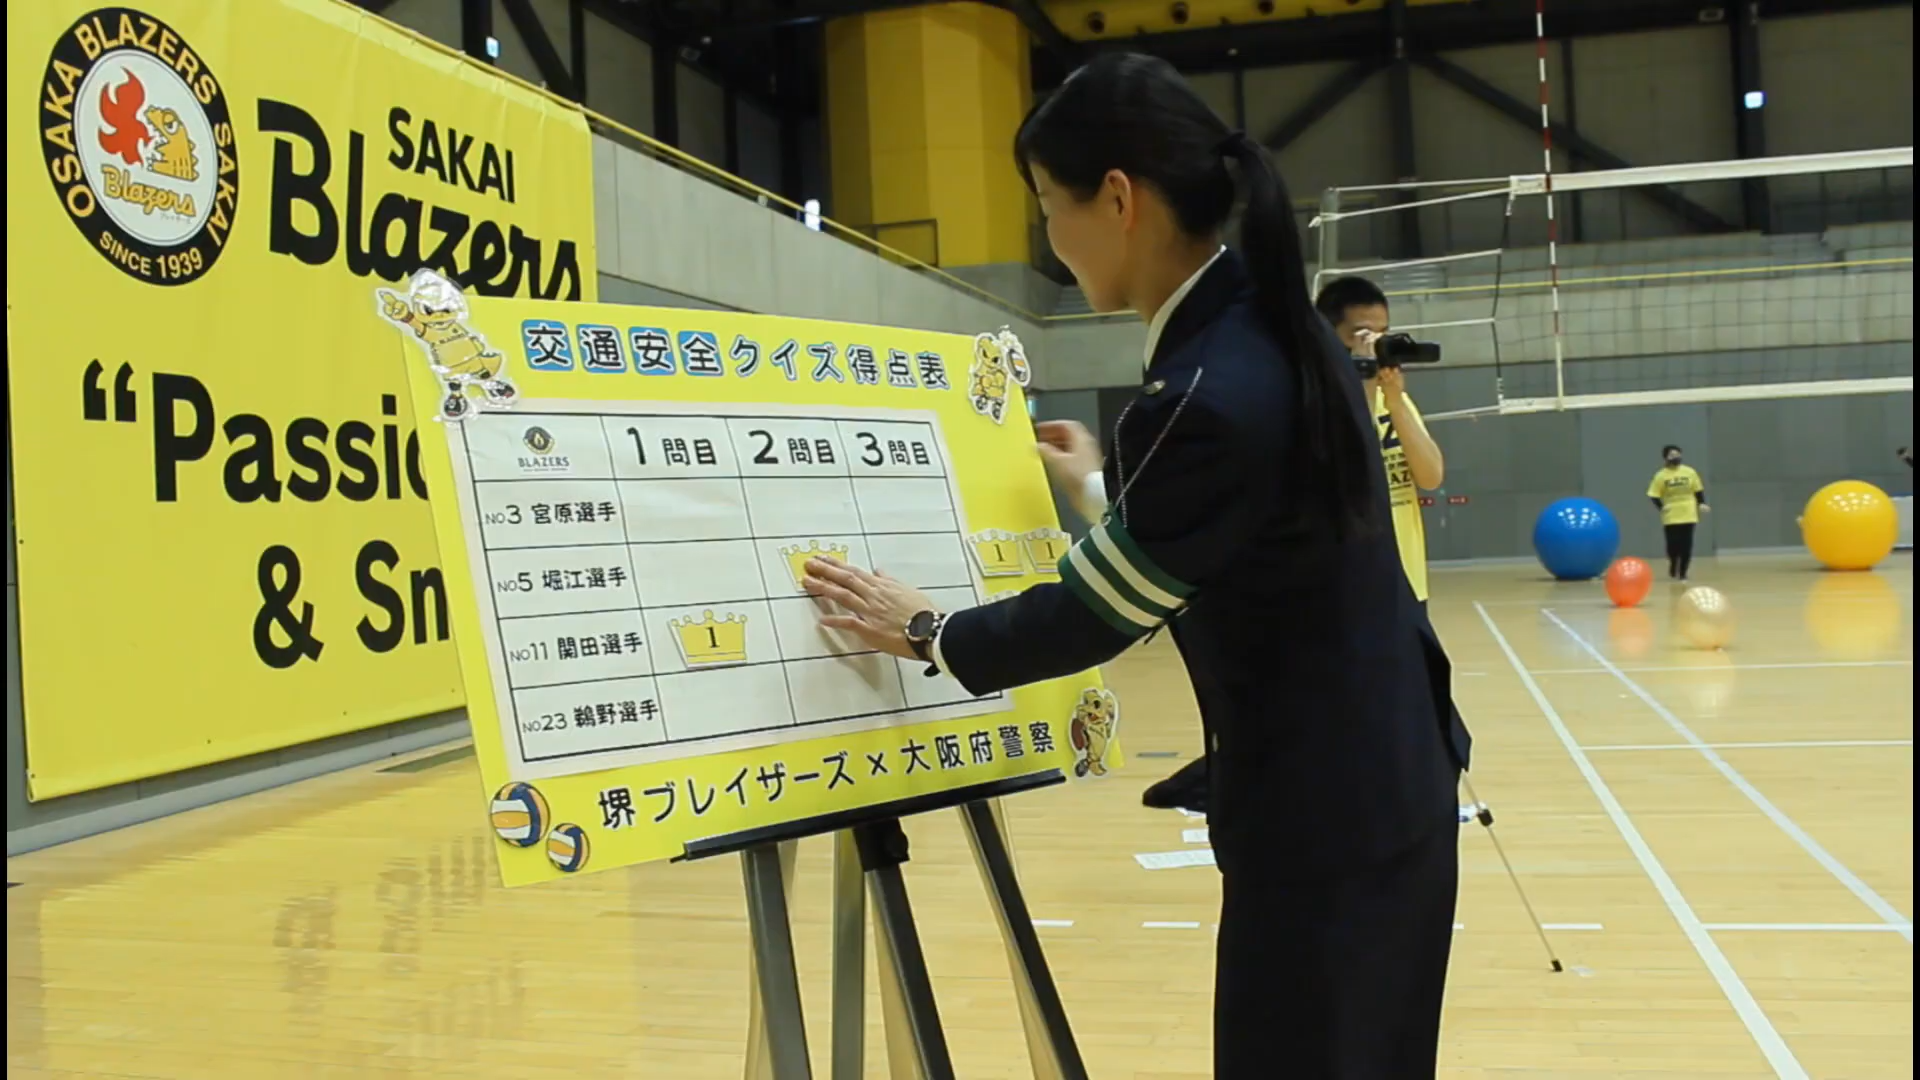 OSAKA BLAZERS SAKAI
Blazers
SINCE 1939
SAKAI
Blazers
“Passi
& S
交通安全クイズ得点表
BLAZERS
1問目
2問目
3問目
NO3 宮原選手
NO5 堀江選手
NO11 関田選手
1
NO23 鵜野選手
1
1
堺ブレイザーズ×大阪府警察